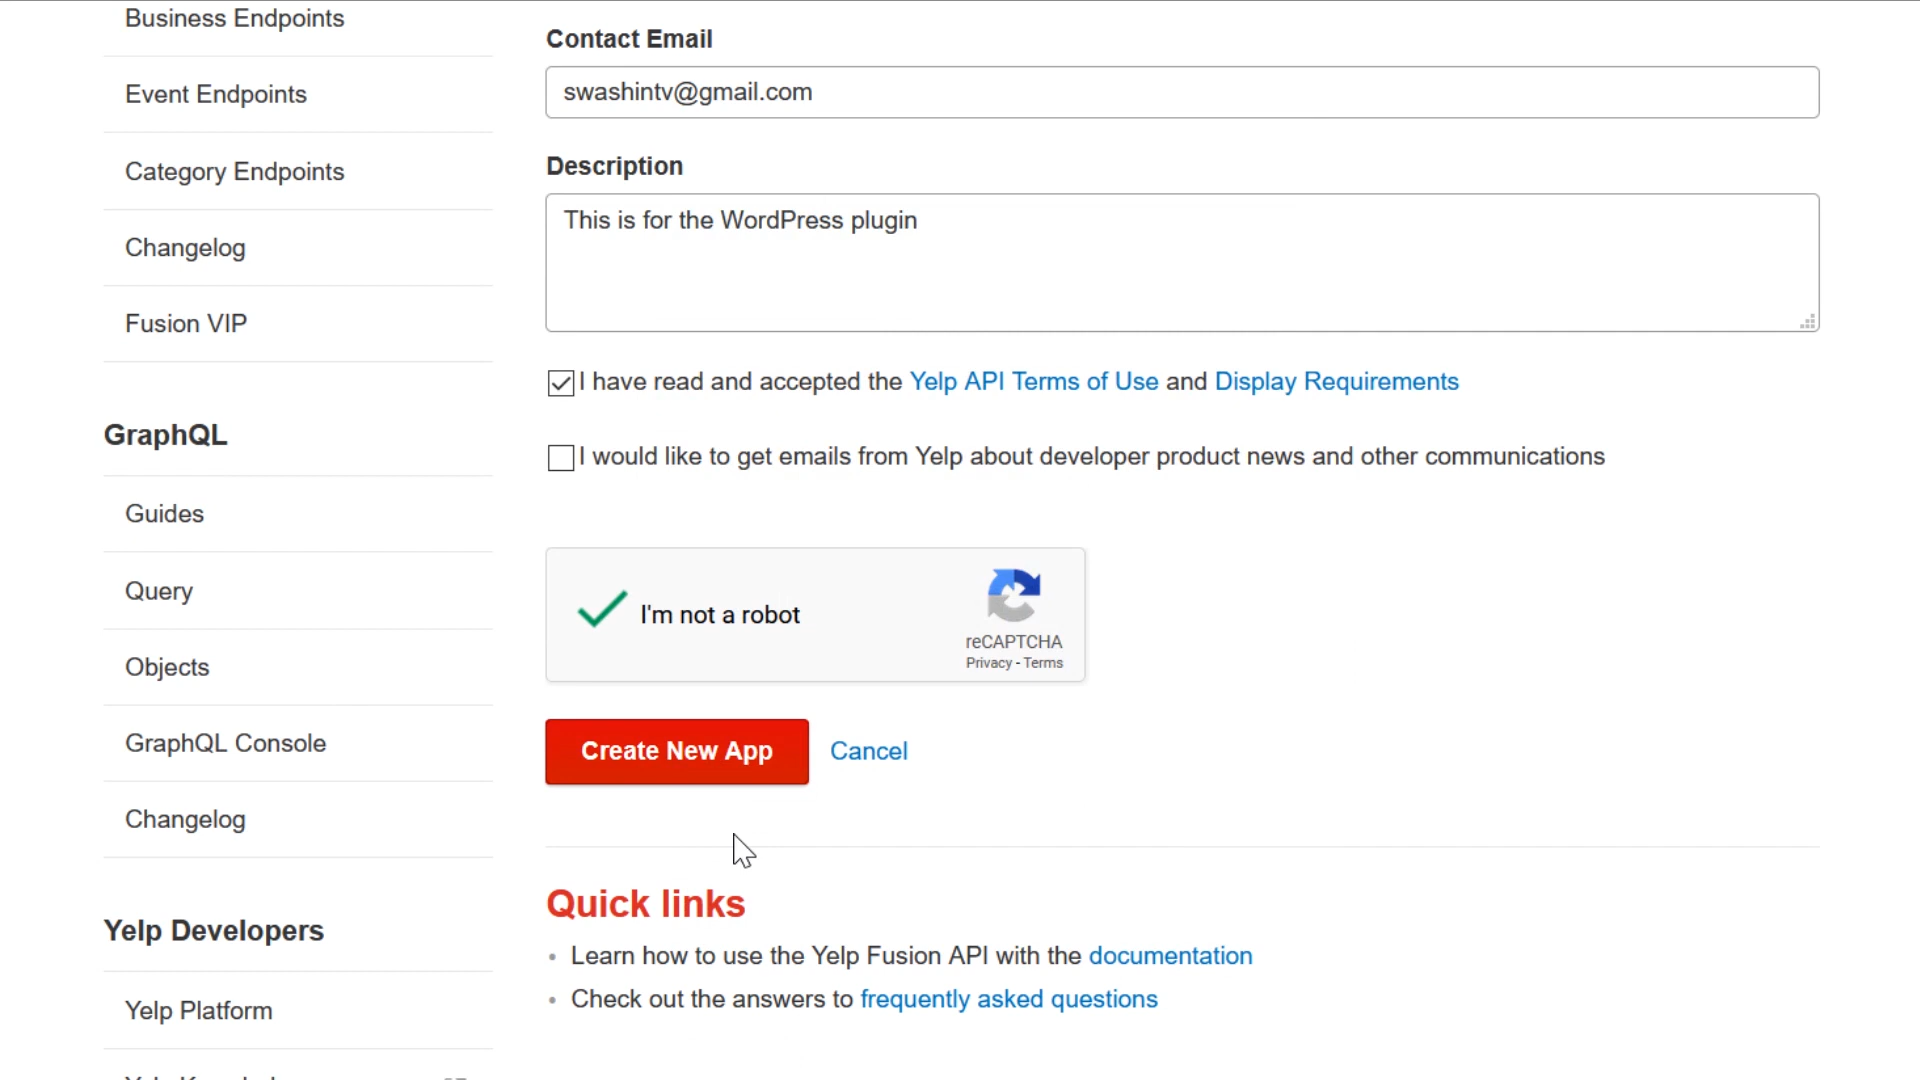 Business Endpoints
Event Endpoints
Category Endpoints
Changelog
Fusion VIP
GraphQL
Guides
Query
Objects
GraphQL Console
Changelog
Yelp Developers
Yelp Platform
Contact Email
swashintv@gmail.com
Description
This is for the WordPress plugin
I have read and accepted the Yelp API Terms of Use and Display Requirements
I would like to get emails from Yelp about developer product news and other communications
I'm not a robot
reCAPTCHA
Privacy - Terms
Create New App
Cancel
Quick links
• Learn how to use the Yelp Fusion API with the documentation
• Check out the answers to frequently asked questions